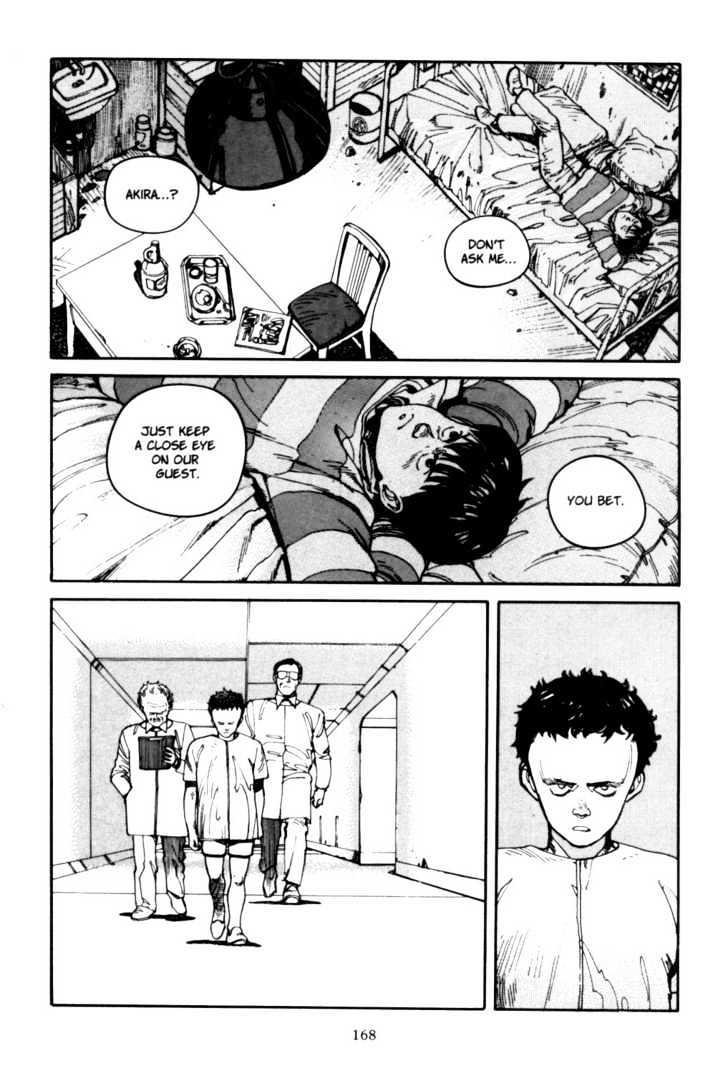 AKIRA...?
DON'T
ASK ME...
JUST KEEP
A CLOSE EYE
ON OUR
GUEST.
YOU BET.
168